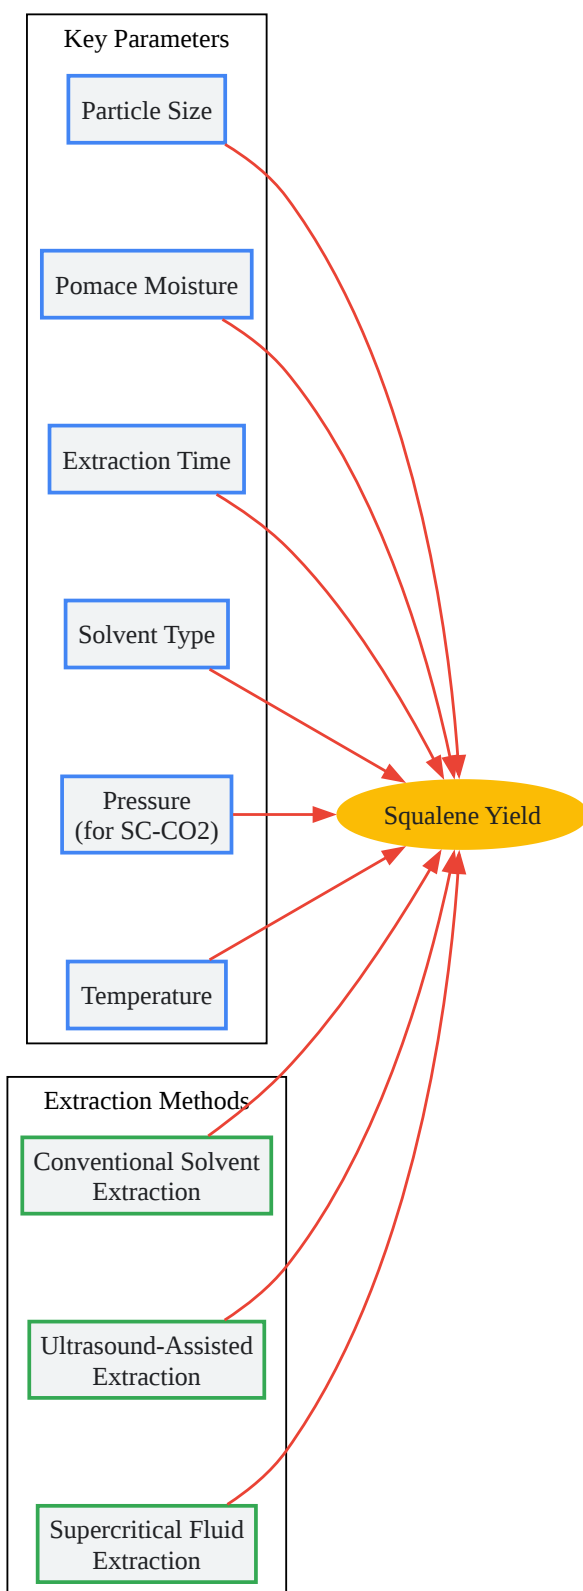 Key Parameters
Particle Size
Pomace Moisture
Extraction Time
Solvent Type
Pressure
(for SC-CO2)
Squalene Yield
Temperature
Extraction Methods
Conventional Solvent
Extraction
Ultrasound-Assisted
Extraction
Supercritical Fluid
Extraction